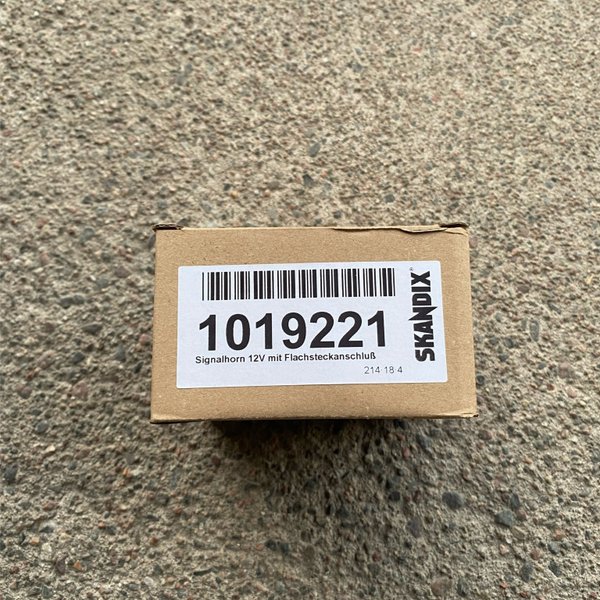 1019221
Signalhorn 12V mit Flachsteckanschluß
214 18 4
SKANDIX®